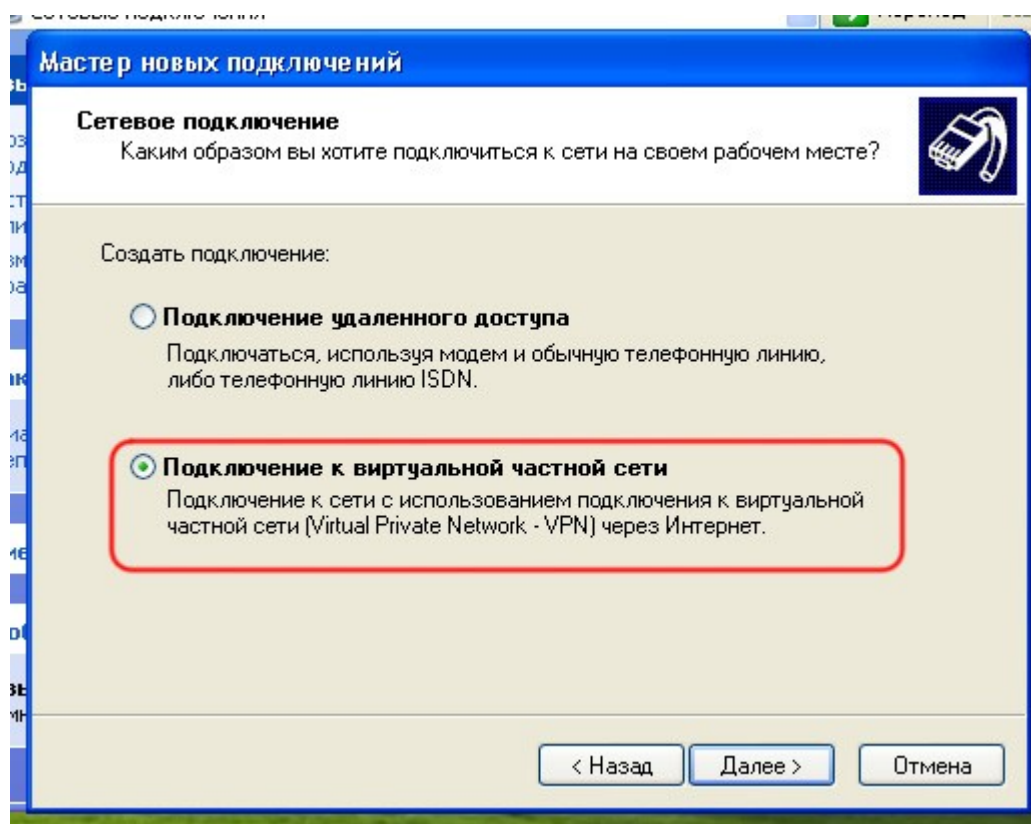 Мастер новых подключений
Сетевое подключение
Каким образом вы хотите подключиться к сети на своем рабочем месте?
Создать подключение:
Подключение удаленного доступа
Подключаться, используя модем и обычную телефонную линию,
либо телефонную линию ISDN.
Подключение к виртуальной частной сети
Подключение к сети с использованием подключения к виртуальной
частной сети (Virtual Private Network - VPN) через Интернет.
< Назад
Далее >
Отмена